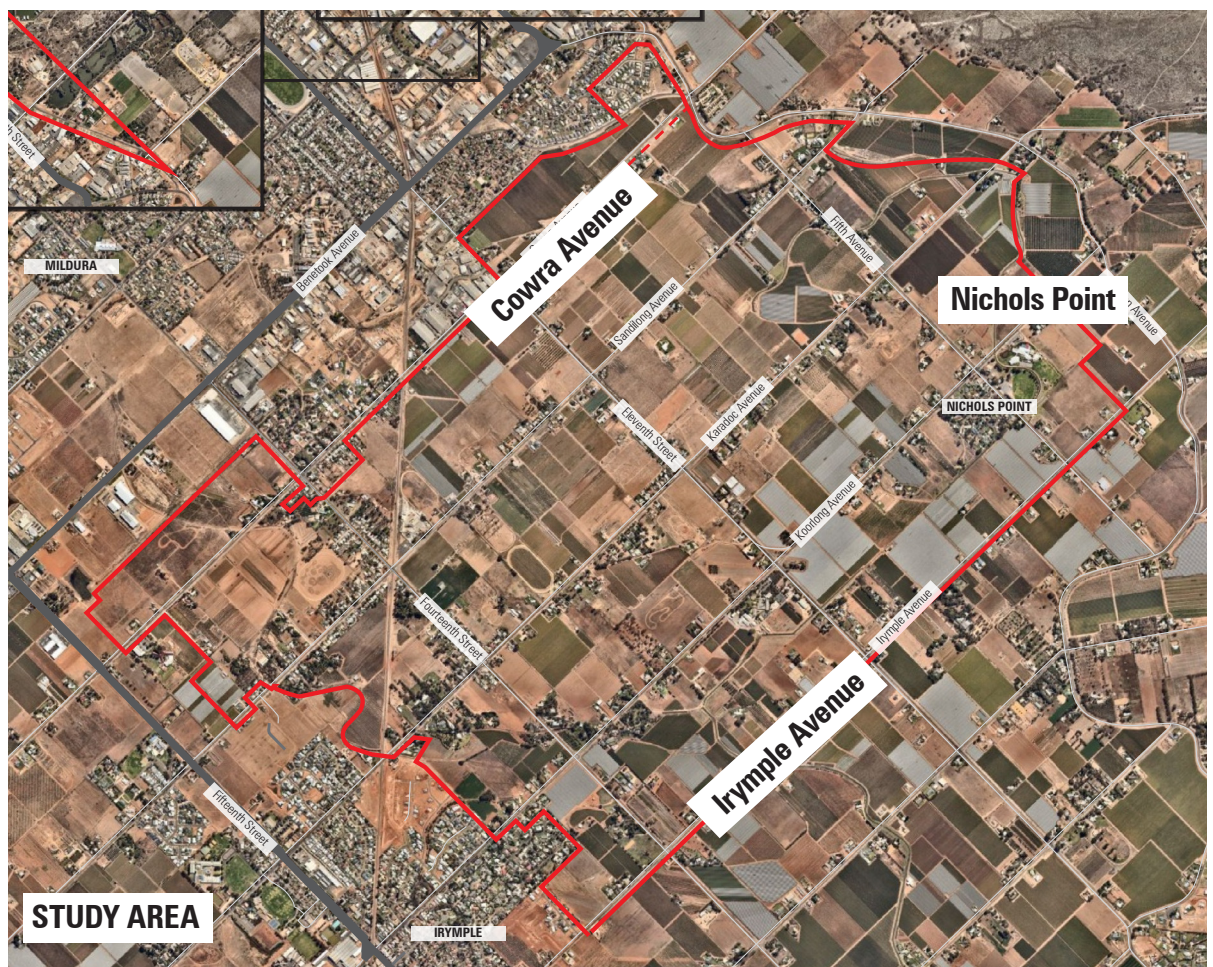 h Street
MILDURA
Benetook Avenue
Cowra Avenue
Sandilong Avenue
Fifth Avenue
Nichols Point
Avenue
NICHOLS POINT
Karadoc Avenue
Eleventh Street
Koorlong Avenue
Irymple Avenue
Fourteenth Street
Irymple Avenue
Fifteenth Street
STUDY AREA
IRYMPLE